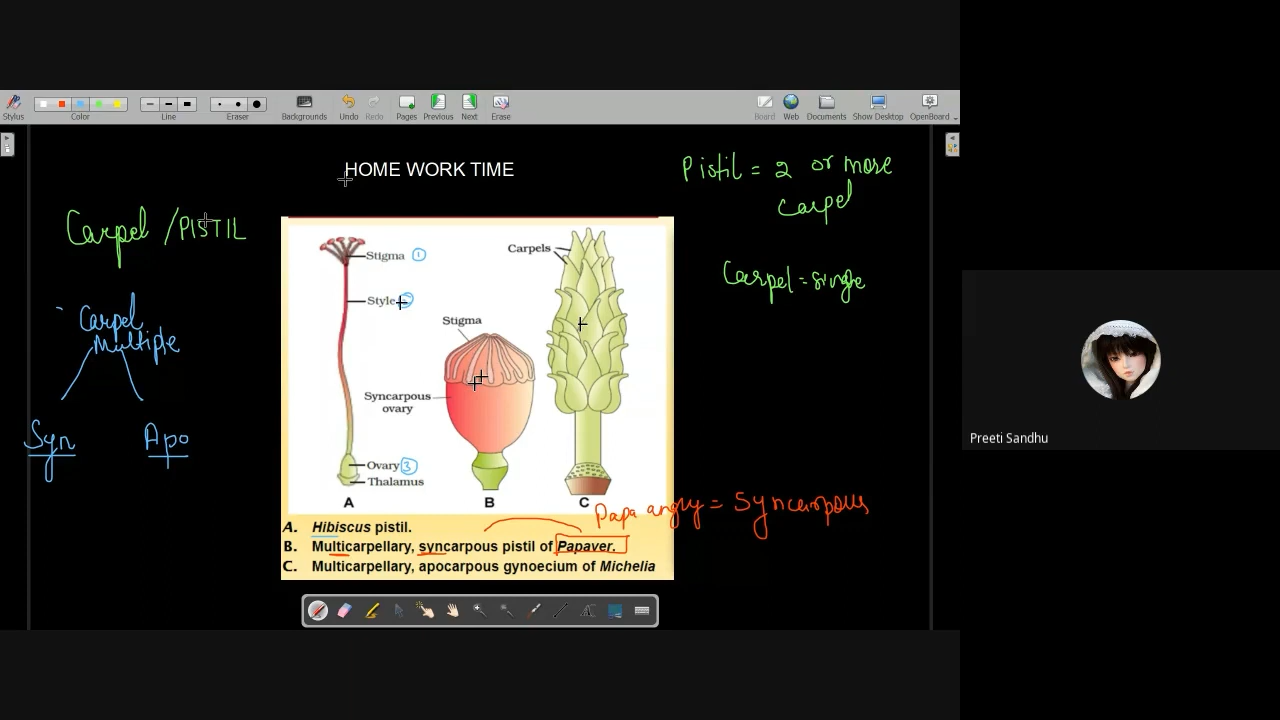 Stylus
Color
Line
Eraser
Backgrounds
Undo
Redo
Pages
Previous
Next
Erase
Board
Web
Documents
Show Desktop
OpenBoard
HOME WORK TIME
Pistil = 2 or more
carpel
Carpel / PISTIL
Carpel = single
Carpel
Multiple
Syn
Apo
Stigma 1
Style
Ovary 3
Thalamus
A
Stigma
Syncarpous
ovary
B
Carpels
C
Papa angry = Syncarpous
A. Hibiscus pistil.
B. Multicarpellary, syncarpous pistil of Papaver.
C. Multicarpellary, apocarpous gynoecium of Michelia
Preeti Sandhu